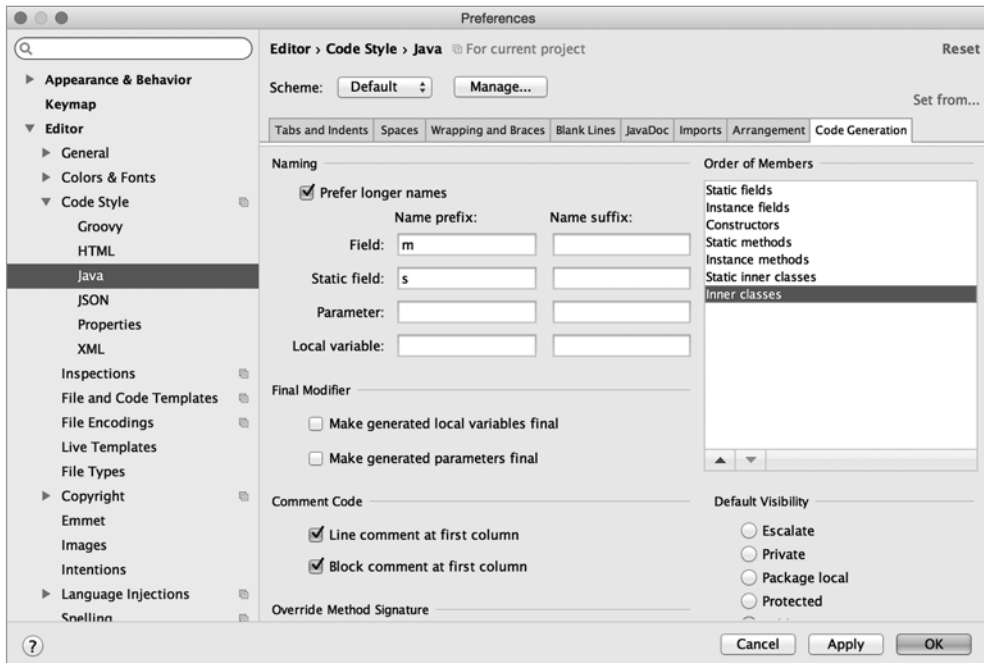 Preferences
Appearance & Behavior
Keymap
Editor
General
Colors & Fonts
Code Style
Groovy
HTML
Java
JSON
Properties
XML
Inspections
File and Code Templates
File Encodings
Live Templates
File Types
Copyright
Emmet
Images
Intentions
Language Injections
Spelling
Editor › Code Style › Java For current project
Reset
Scheme: Default Manage...
Set from...
Tabs and Indents Spaces Wrapping and Braces Blank Lines JavaDoc Imports Arrangement Code Generation
Naming
Prefer longer names
Name prefix: Name suffix:
Field: m
Static field: s
Parameter:
Local variable:
Final Modifier
Make generated local variables final
Make generated parameters final
Comment Code
Line comment at first column
Block comment at first column
Override Method Signature
Order of Members
Static fields
Instance fields
Constructors
Static methods
Instance methods
Static inner classes
Inner classes
Default Visibility
Escalate
Private
Package local
Protected
?
Cancel Apply OK